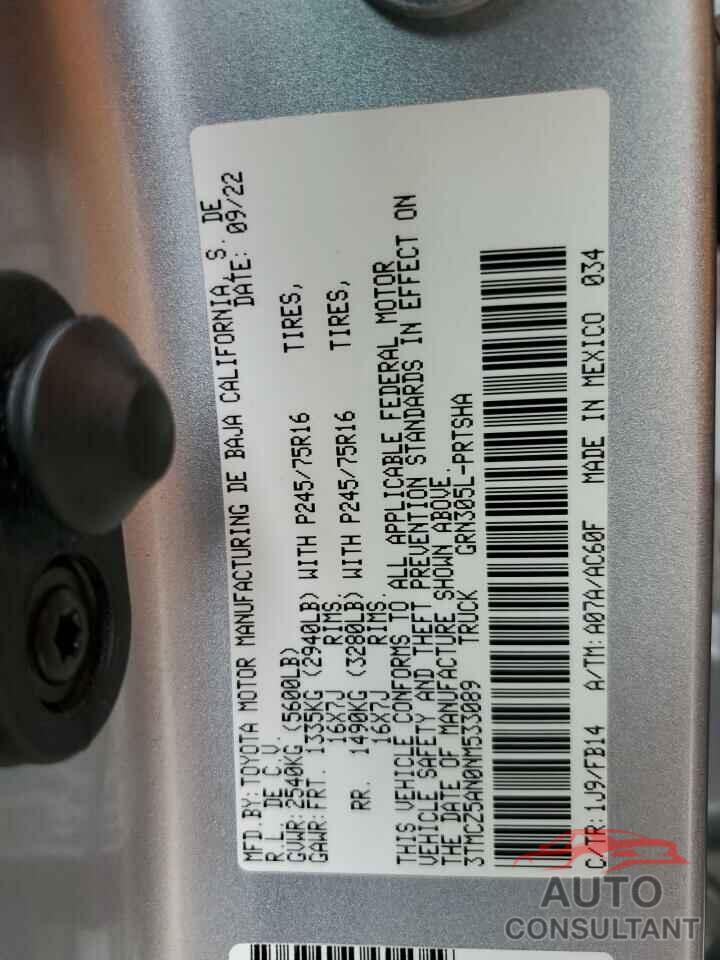 MFD.BY:TOYOTA MOTOR MANUFACTURING DE BAJA CALIFORNIA, S. DE
R.L. DE C.V. DATE: 09/22
GVWR:2540KG (5600LB)
GAWR:FRT. 1335KG (2940LB) WITH P245/75R16 TIRES,
16X7J RIMS.
RR. 1490KG (3280LB) WITH P245/75R16 TIRES,
16X7J RIMS.
THIS VEHICLE CONFORMS TO ALL APPLICABLE FEDERAL MOTOR
VEHICLE SAFETY AND THEFT PREVENTION STANDARDS IN EFFECT ON
THE DATE OF MANUFACTURE SHOWN ABOVE.
3TMCZ5AN0NM533089 TRUCK GRN305L-PRTSHA
C/TR:1J9/FB14 A/TM:A07A/AC60F MADE IN MEXICO 034
AUTO
CONSULTANT